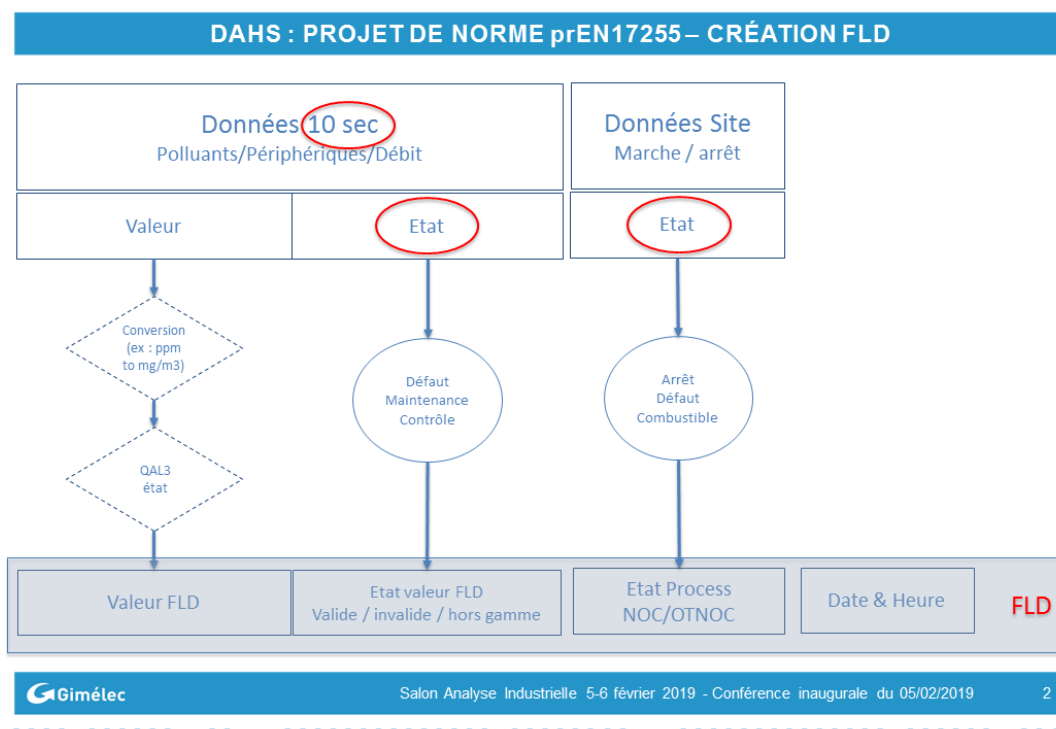 DAHS : PROJET DE NORME prEN17255 – CRÉATION FLD
Données 10 sec
Polluants/Périphériques/Débit
Données Site
Marche / arrêt
Valeur
Etat
Etat
Conversion
(ex : ppm
to mg/m3)
Défaut
Maintenance
Contrôle
Arrêt
Défaut
Combustible
QAL3
état
Valeur FLD
Etat valeur FLD
Valide / invalide / hors gamme
Etat Process
NOC/OTNOC
Date & Heure
FLD
Gimélec
Salon Analyse Industrielle 5-6 février 2019 - Conférence inaugurale du 05/02/2019
2